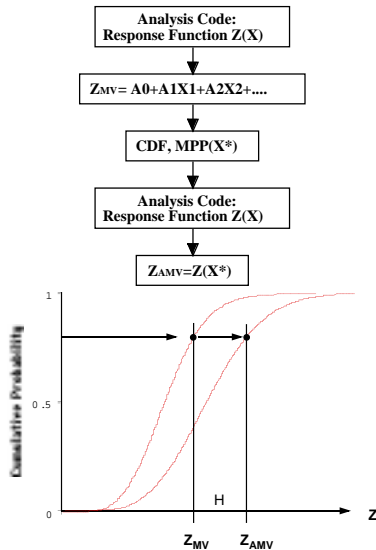 Analysis Code:
Response Function Z(X)
ZMV= A0+A1X1+A2X2+....
CDF, MPP(X*)
Analysis Code:
Response Function Z(X)
ZAMV=Z(X*)
1
Cumulative Probability
0.5
0
H
Z
ZMV
ZAMV